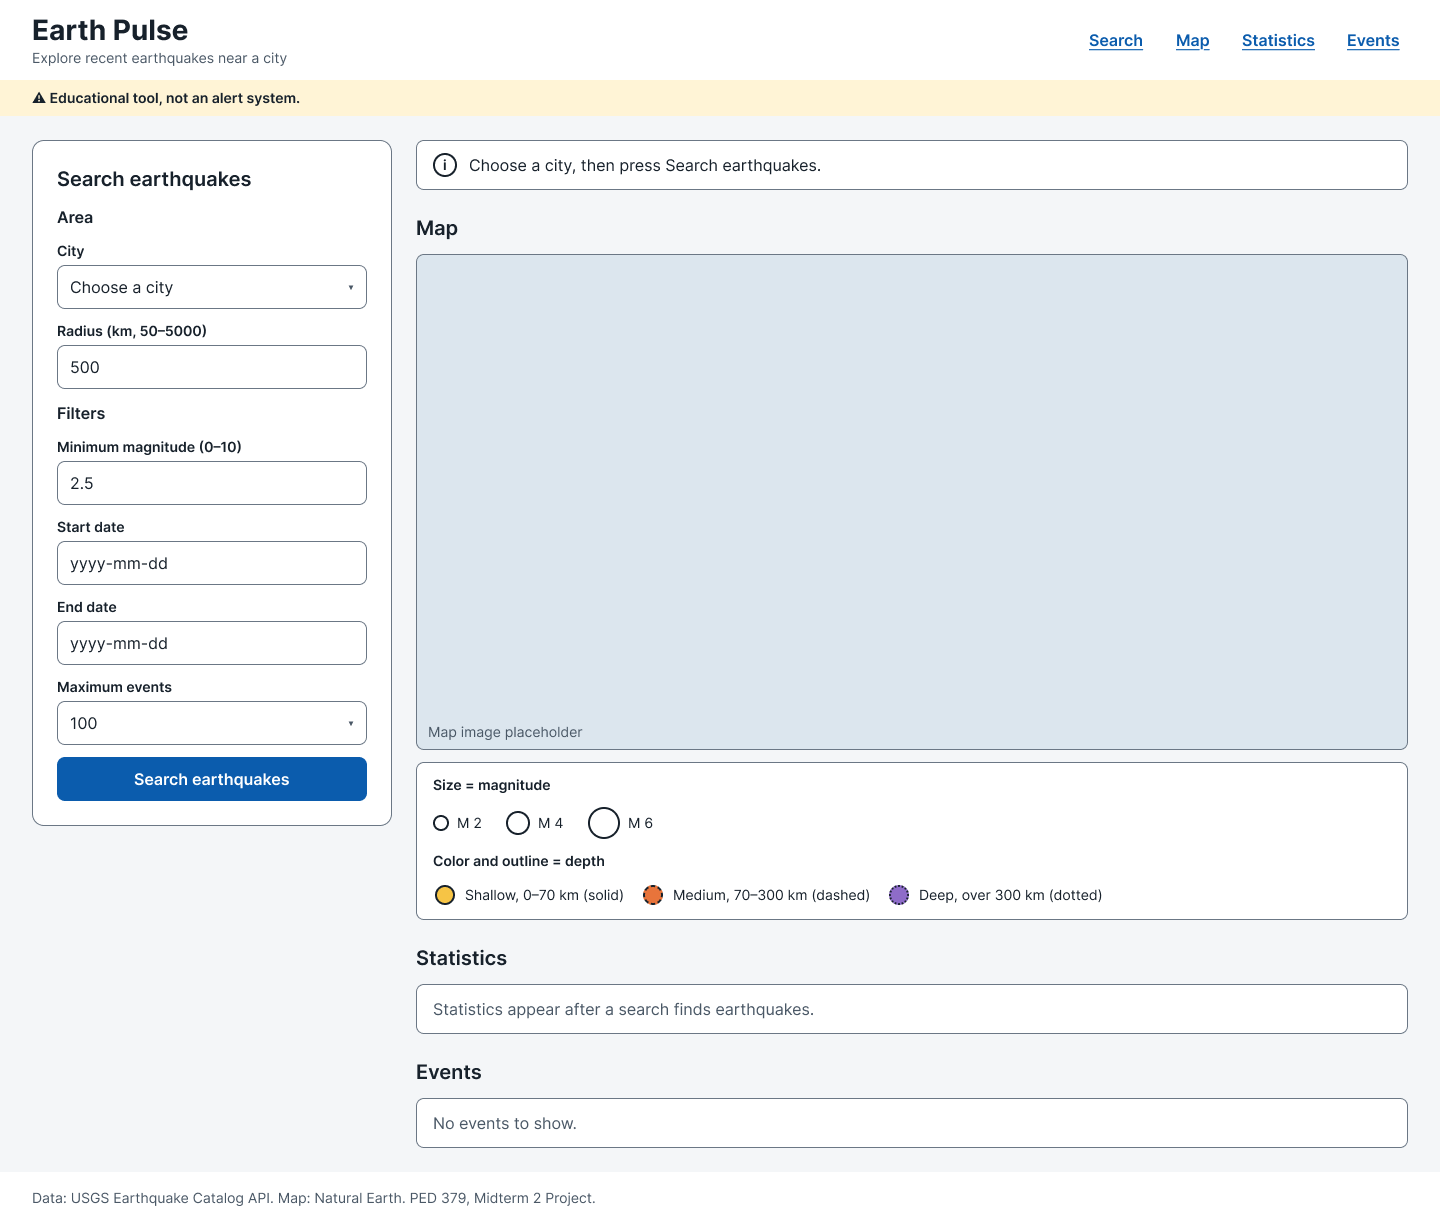 Earth Pulse
Explore recent earthquakes near a city
Search
Map
Statistics
Events
⚠ Educational tool, not an alert system.
Search earthquakes
Area
City
Choose a city
Radius (km, 50–5000)
500
Filters
Minimum magnitude (0–10)
2.5
Start date
yyyy-mm-dd
End date
yyyy-mm-dd
Maximum events
100
Search earthquakes
i Choose a city, then press Search earthquakes.
Map
Map image placeholder
Size = magnitude
M 2
M 4
M 6
Color and outline = depth
Shallow, 0–70 km (solid)
Medium, 70–300 km (dashed)
Deep, over 300 km (dotted)
Statistics
Statistics appear after a search finds earthquakes.
Events
No events to show.
Data: USGS Earthquake Catalog API. Map: Natural Earth. PED 379, Midterm 2 Project.